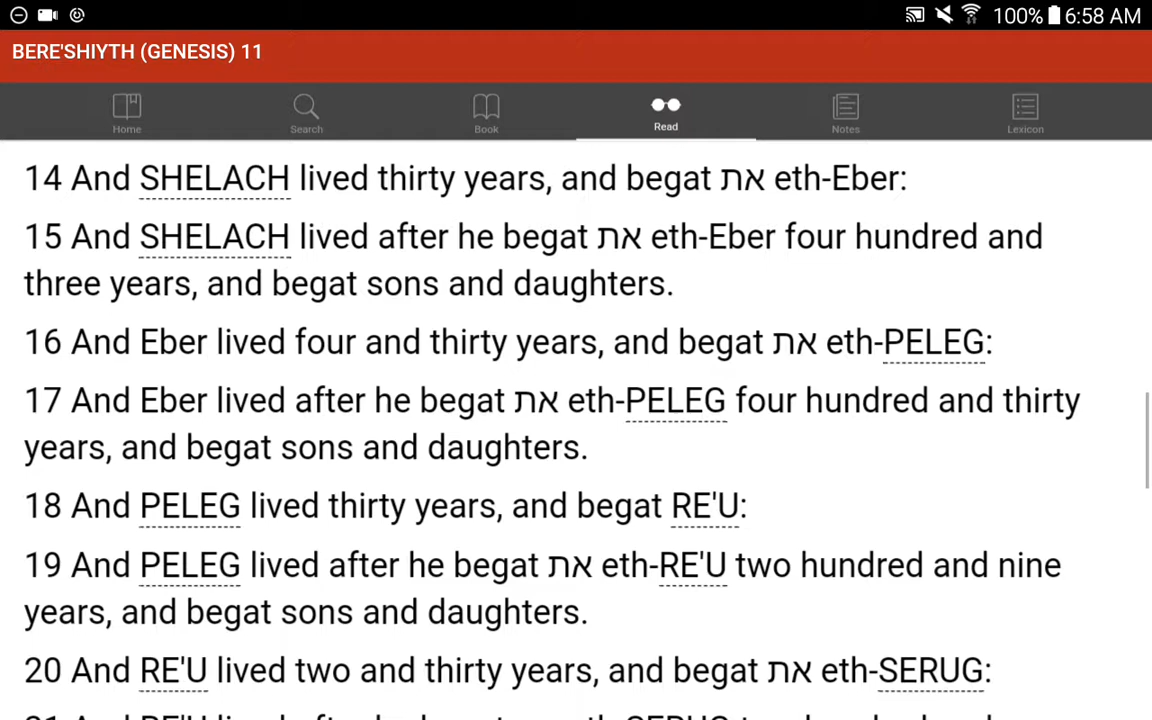 100% 6:58 AM
BERE'SHIYTH (GENESIS) 11
Home Search Book Read Notes Lexicon
14 And SHELACH lived thirty years, and begat את eth-Eber:
15 And SHELACH lived after he begat את eth-Eber four hundred and
three years, and begat sons and daughters.
16 And Eber lived four and thirty years, and begat את eth-PELEG:
17 And Eber lived after he begat את eth-PELEG four hundred and thirty
years, and begat sons and daughters.
18 And PELEG lived thirty years, and begat RE'U:
19 And PELEG lived after he begat את eth-RE'U two hundred and nine
years, and begat sons and daughters.
20 And RE'U lived two and thirty years, and begat את eth-SERUG: